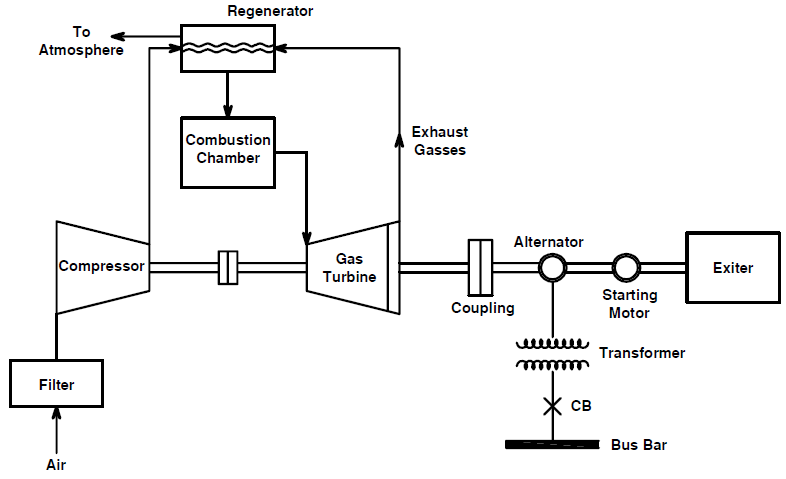 Regenerator
To
Atmosphere
Combustion
Chamber
Exhaust
Gasses
Compressor
Gas
Turbine
Alternator
Exiter
Coupling
Starting
Motor
Transformer
Filter
CB
Bus Bar
Air